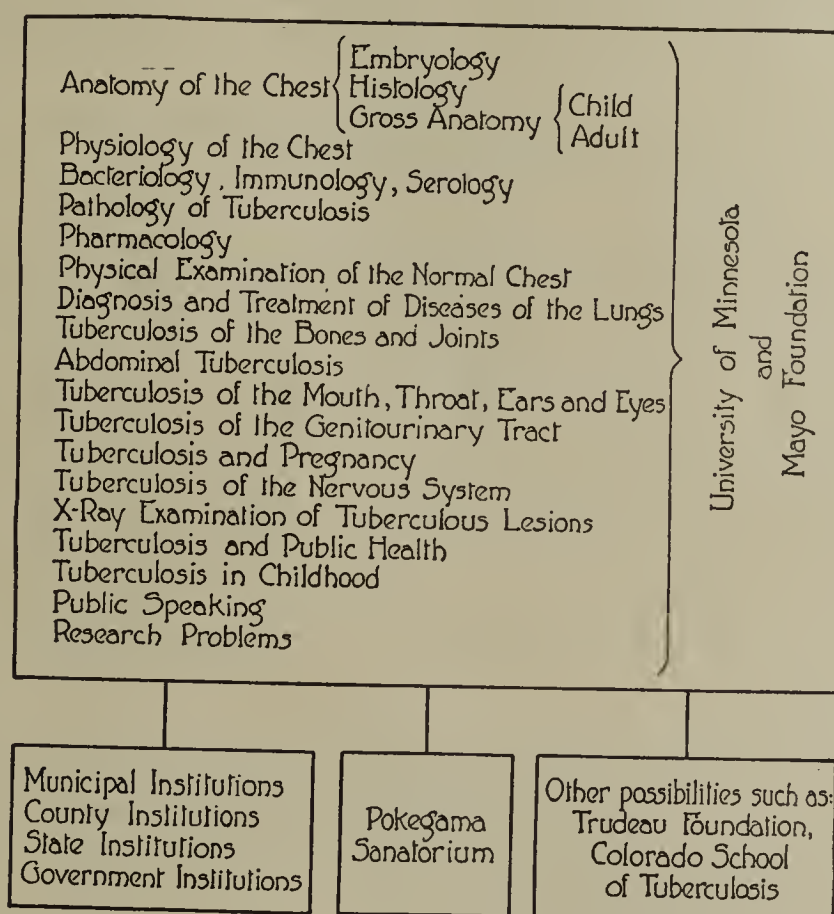 Anatomy of the Chest
Embryology
Histology
Gross Anatomy
Child
Adult
Physiology of the Chest
Bacteriology, Immunology, Serology
Pathology of Tuberculosis
Pharmacology
Physical Examination of the Normal Chest
Diagnosis and Treatment of Diseases of the Lungs
Tuberculosis of the Bones and Joints
Abdominal Tuberculosis
Tuberculosis of the Mouth, Throat, Ears and Eyes
Tuberculosis of the Genitourinary Tract
Tuberculosis and Pregnancy
Tuberculosis of the Nervous System
X-Ray Examination of Tuberculous Lesions
Tuberculosis and Public Health
Tuberculosis in Childhood
Public Speaking
Research Problems
University of Minnesota
and
Mayo Foundation
Municipal Institutions
County Institutions
State Institutions
Government Institutions
Pokegama
Sanatorium
Other possibilities such as:
Trudeau Foundation,
Colorado School
of Tuberculosis